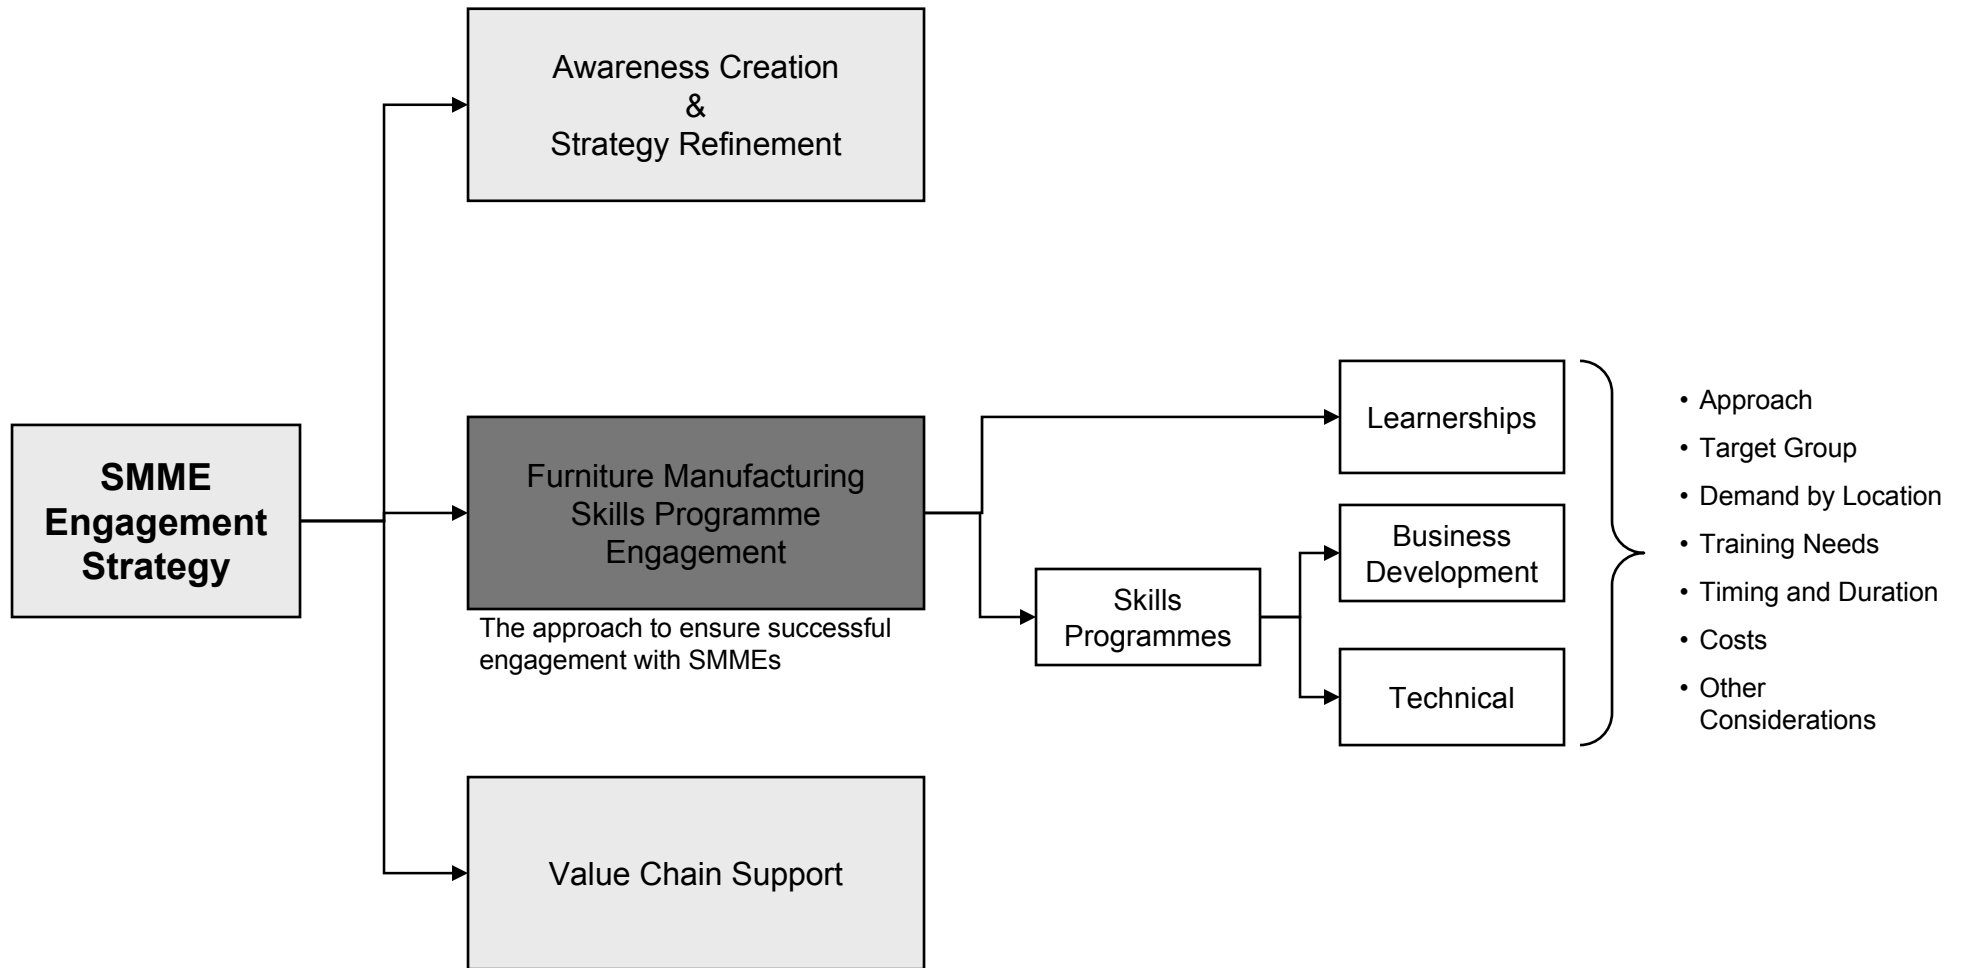 Awareness Creation
&
Strategy Refinement
SMME
Engagement
Strategy
Furniture Manufacturing
Skills Programme
Engagement
The approach to ensure successful
engagement with SMMEs
Value Chain Support
Skills
Programmes
Learnerships
Business
Development
Technical
• Approach
• Target Group
• Demand by Location
• Training Needs
• Timing and Duration
• Costs
• Other
Considerations